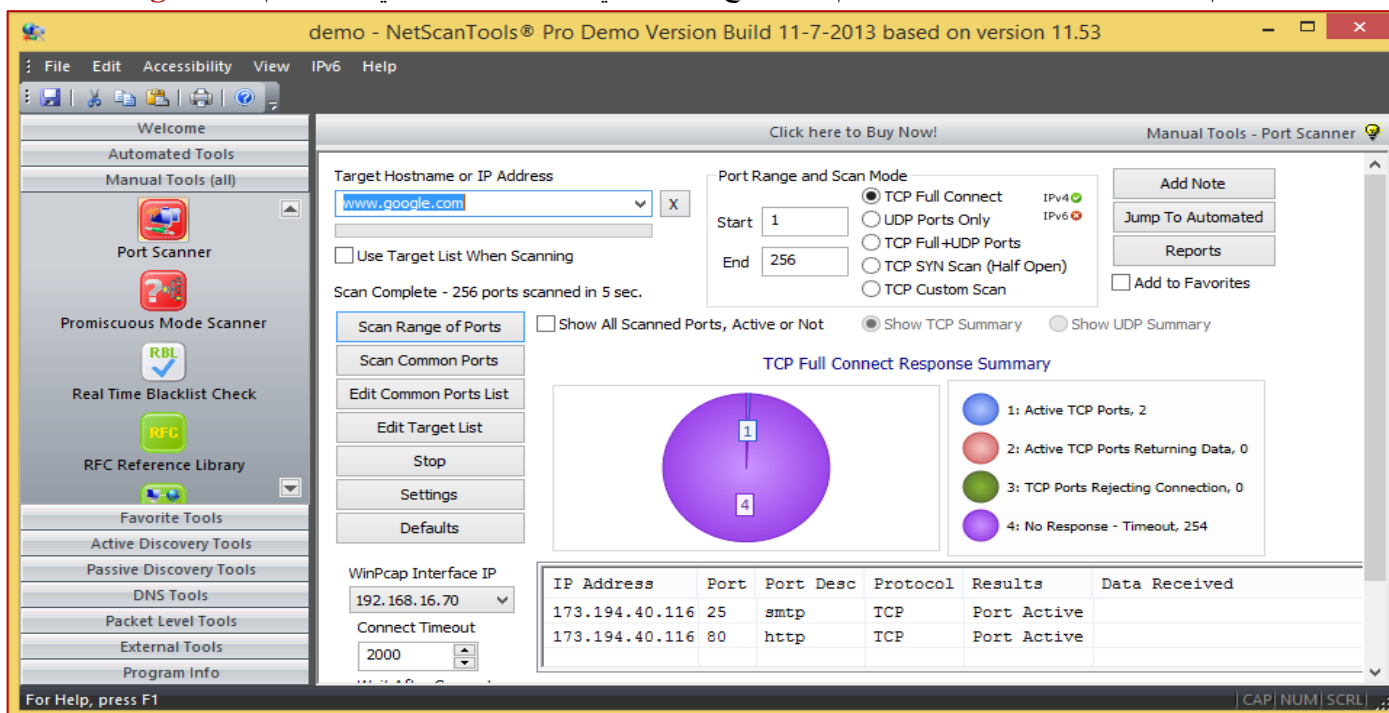 demo - NetScanTools® Pro Demo Version Build 11-7-2013 based on version 11.53
File Edit Accessibility View IPv6 Help
Welcome
Automated Tools
Manual Tools (all)
Port Scanner
Promiscuous Mode Scanner
RBL
Real Time Blacklist Check
RFC
RFC Reference Library
Favorite Tools
Active Discovery Tools
Passive Discovery Tools
DNS Tools
Packet Level Tools
External Tools
Program Info
Click here to Buy Now!
Manual Tools - Port Scanner
Target Hostname or IP Address
www.google.com
X
Use Target List When Scanning
Scan Complete - 256 ports scanned in 5 sec.
Port Range and Scan Mode
Start 1
End 256
TCP Full Connect
UDP Ports Only
TCP Full+UDP Ports
TCP SYN Scan (Half Open)
TCP Custom Scan
IPv4
IPv6
Add Note
Jump To Automated
Reports
Add to Favorites
Scan Range of Ports
Scan Common Ports
Edit Common Ports List
Edit Target List
Stop
Settings
Defaults
Show All Scanned Ports, Active or Not
Show TCP Summary
Show UDP Summary
TCP Full Connect Response Summary
1
4
1: Active TCP Ports, 2
2: Active TCP Ports Returning Data, 0
3: TCP Ports Rejecting Connection, 0
4: No Response - Timeout, 254
WinPcap Interface IP
192.168.16.70
Connect Timeout
2000
IP Address Port Port Desc Protocol Results Data Received
173.194.40.116 25 smtp TCP Port Active
173.194.40.116 80 http TCP Port Active
For Help, press F1
CAP NUM SCRL